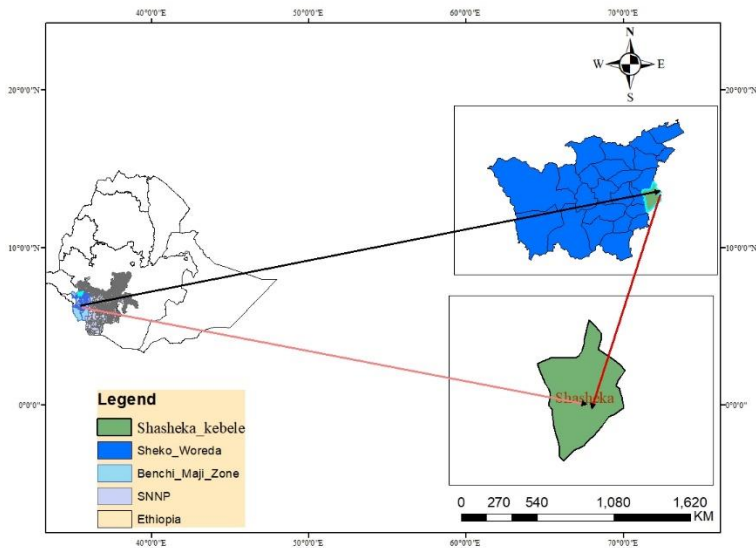 40°0'0"E 50°0'0"E 60°0'0"E 70°0'0"E
N
W E
S
20°0'0"N 20°0'0"N
10°0'0"N 10°0'0"N
0°0'0" 0°0'0"
Shasheka
Legend
Shasheka_kebele
Sheko_Woreda
Benchi_Maji_Zone
SNNP
Ethiopia
0 270 540 1,080 1,620
KM
40°0'0"E 50°0'0"E 60°0'0"E 70°0'0"E